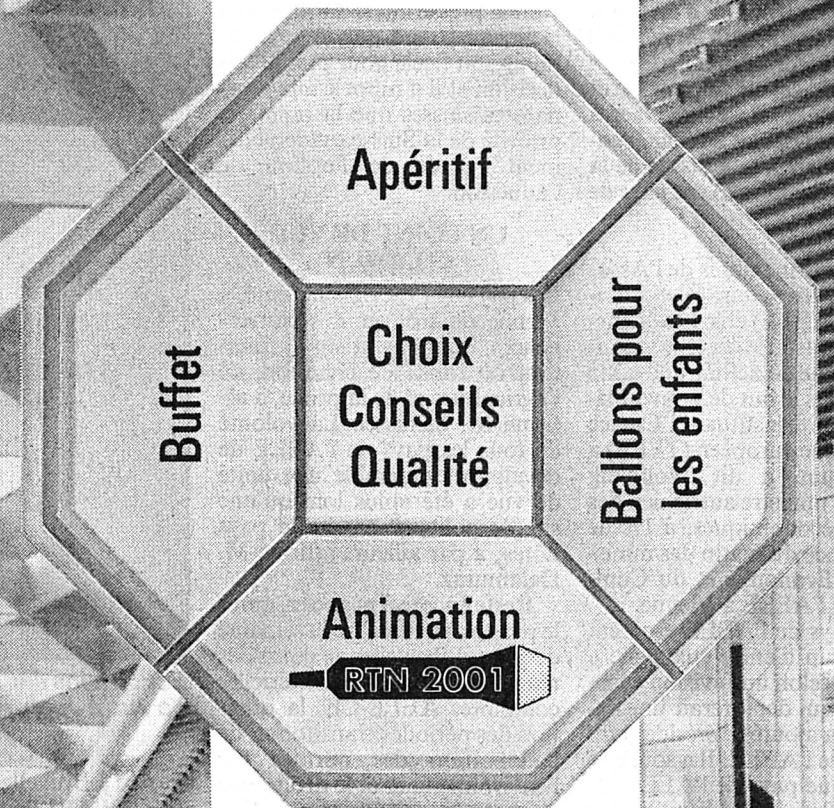 Apéritif
Buffet
Choix
Conseils
Qualité
Ballons pour
les enfants
Animation
RTN 2001